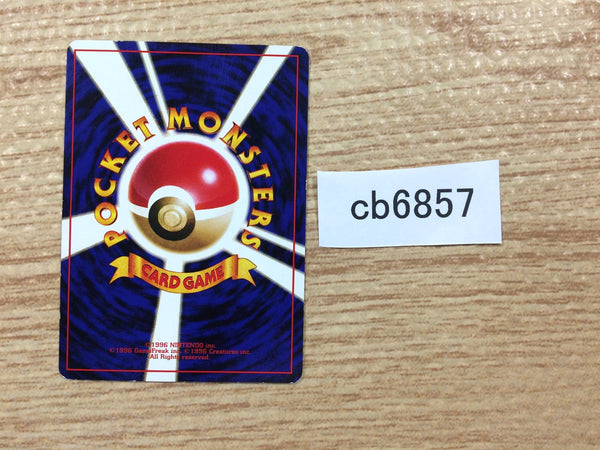 POCKET MONSTERS
CARD GAME
©1996 NINTENDO inc.
©1996 GameFreak inc. ©1996 Creatures inc.
All Rights reserved.
cb6857